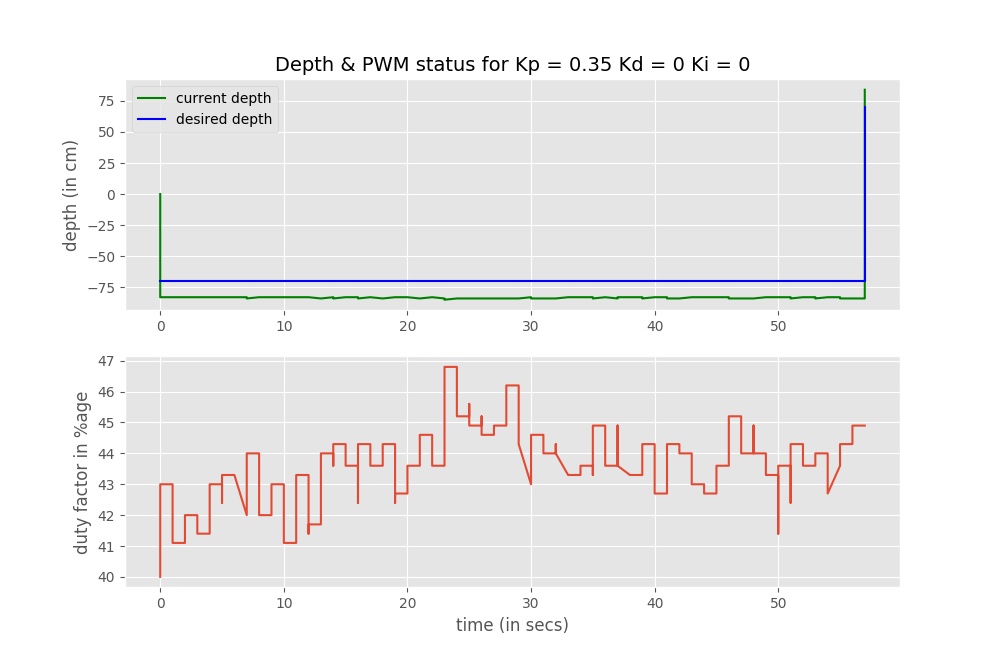 Depth & PWM status for Kp = 0.35 Kd = 0 Ki = 0
current depth
desired depth
depth (in cm)
75
50
25
0
−25
−50
−75
0 10 20 30 40 50
duty factor in %age
47
46
45
44
43
42
41
40
0 10 20 30 40 50
time (in secs)